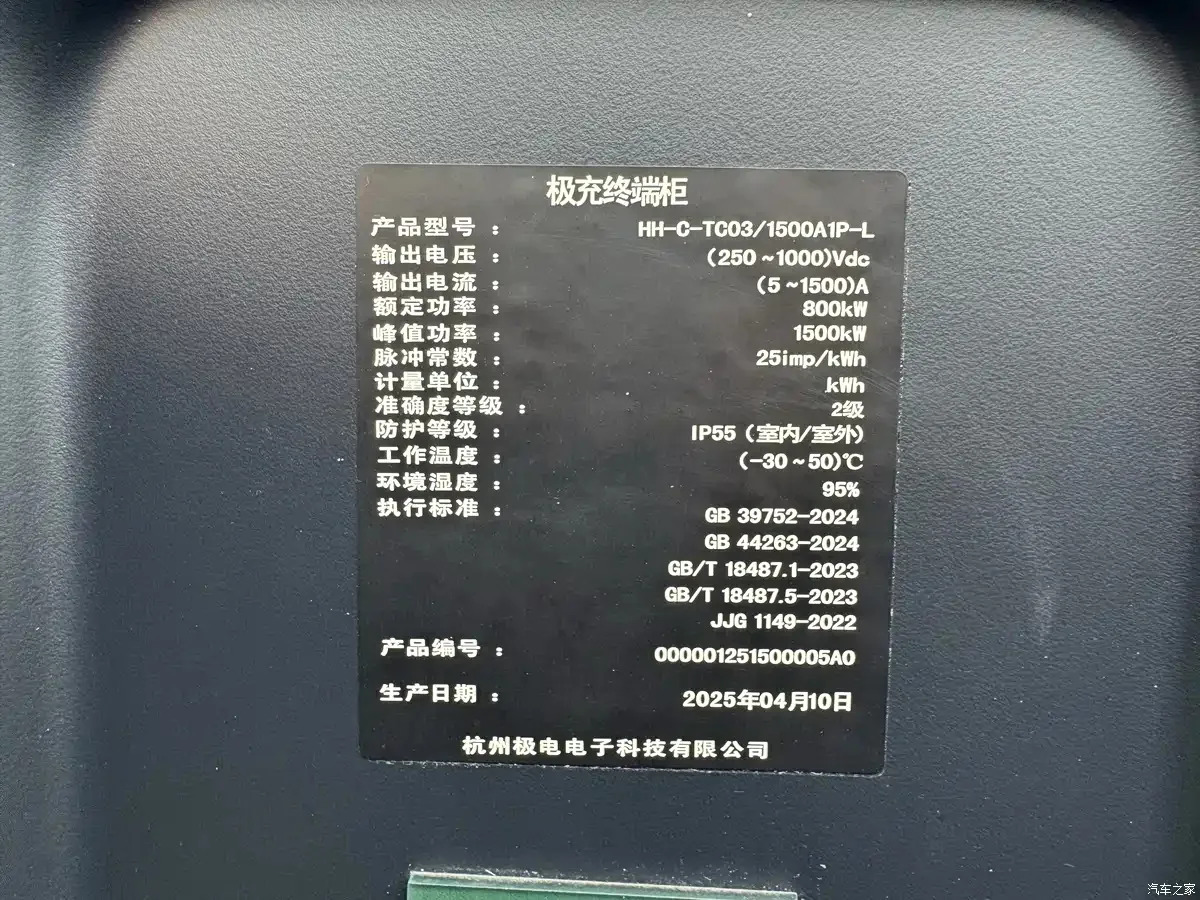 极充终端柜
产品型号：HH-C-TC03/1500A1P-L
输出电压：(250~1000)Vdc
输出电流：(5~1500)A
额定功率：800kW
峰值功率：1500kW
脉冲常数：25imp/kWh
计量单位：kWh
准确度等级：2级
防护等级：IP55（室内/室外）
工作温度：(-30~50)℃
环境湿度：95%
执行标准：GB 39752-2024
GB 44263-2024
GB/T 18487.1-2023
GB/T 18487.5-2023
JJG 1149-2022
产品编号：000001251500005A0
生产日期：2025年04月10日
杭州极电电子科技有限公司
汽车之家